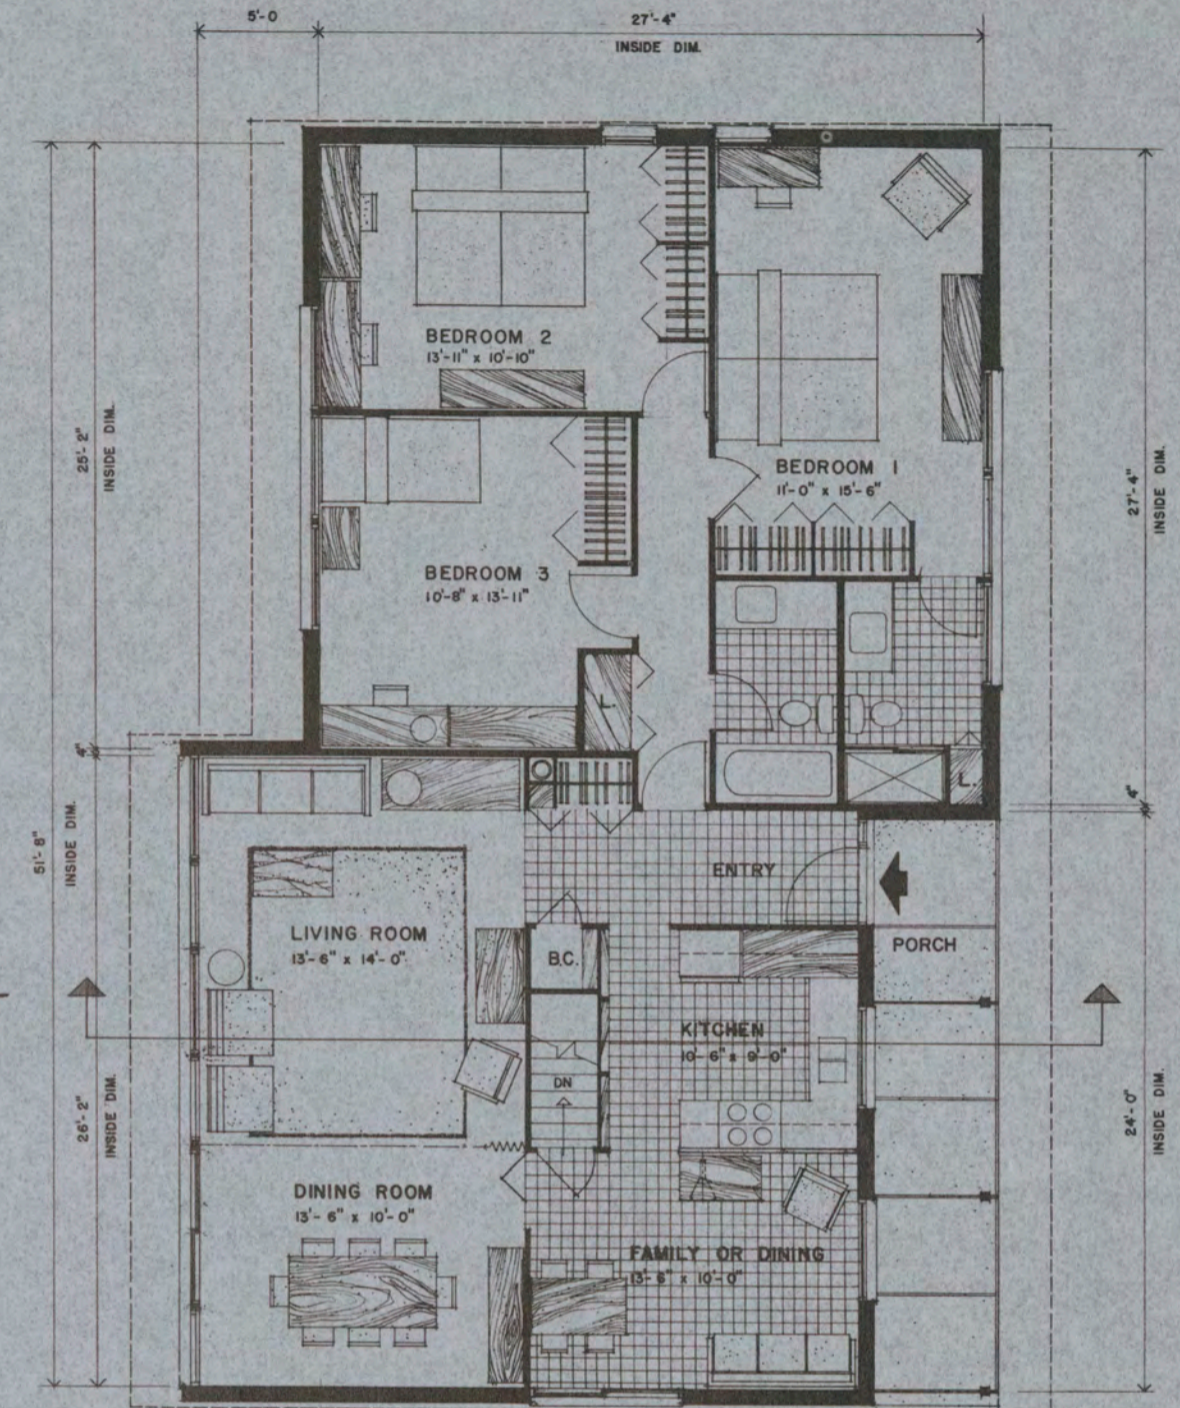 5'-0
27'-4"
INSIDE DIM.
BEDROOM 2
13'-11" x 10'-10"
25'-2"
INSIDE DIM.
BEDROOM 1
11'-0" x 15'-6"
27'-4"
INSIDE DIM.
BEDROOM 3
10'-8" x 13'-11"
L.
4"
L.
4"
51'-8"
INSIDE DIM.
ENTRY
LIVING ROOM
13'-6" x 14'-0"
B.C.
PORCH
KITCHEN
10'-6" x 9'-0"
DN
26'-2"
INSIDE DIM.
24'-0"
INSIDE DIM.
DINING ROOM
13'-6" x 10'-0"
FAMILY OR DINING
13'-6" x 10'-0"